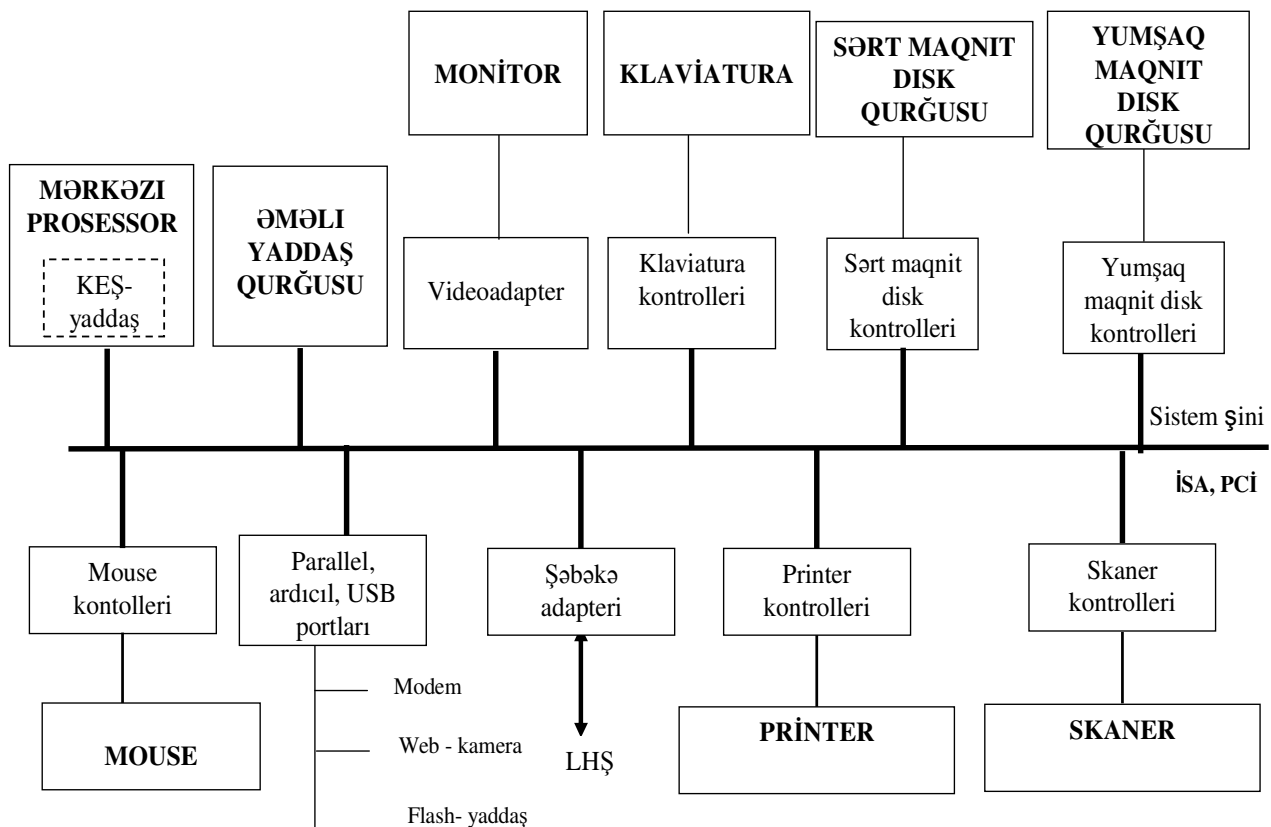 MONİTOR
KLAVİATURA
SƏRT MAQNIT
DISK
QURĞUSU
YUMŞAQ
MAQNIT
DISK
QURĞUSU
MƏRKƏZI
PROSESSOR
KEŞ-
yaddaş
ƏMƏLI
YADDAŞ
QURĞUSU
Videoadapter
Klaviatura
kontrolleri
Sərt maqnit
disk
kontrolleri
Yumşaq
maqnit disk
kontrolleri
Sistem şini
İSA, PCİ
Mouse
kontolleri
Parallel,
ardıcıl, USB
portları
Şəbəkə
adapteri
Printer
kontrolleri
Skaner
kontrolleri
Modem
Web - kamera
Flash- yaddaş
MOUSE
LHŞ
PRİNTER
SKANER